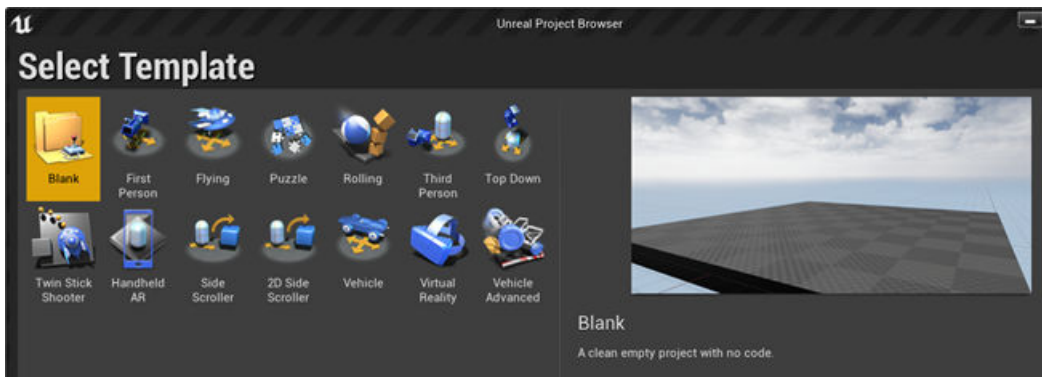 Unreal Project Browser
Select Template
Blank
First
Person
Flying
Puzzle
Rolling
Third
Person
Top Down
Twin Stick
Shooter
Handheld
AR
Side
Scroller
2D Side
Scroller
Vehicle
Virtual
Reality
Vehicle
Advanced
Blank
A clean empty project with no code.